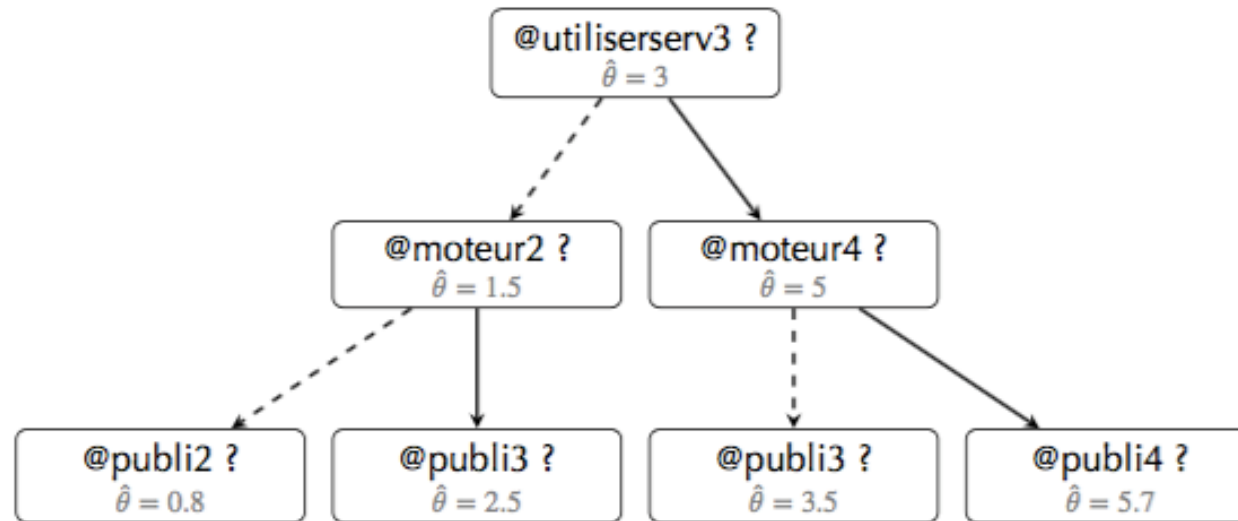 @utiliserserv3 ?
θ̂ = 3
@moteur2 ?
θ̂ = 1.5
@moteur4 ?
θ̂ = 5
@publi2 ?
θ̂ = 0.8
@publi3 ?
θ̂ = 2.5
@publi3 ?
θ̂ = 3.5
@publi4 ?
θ̂ = 5.7